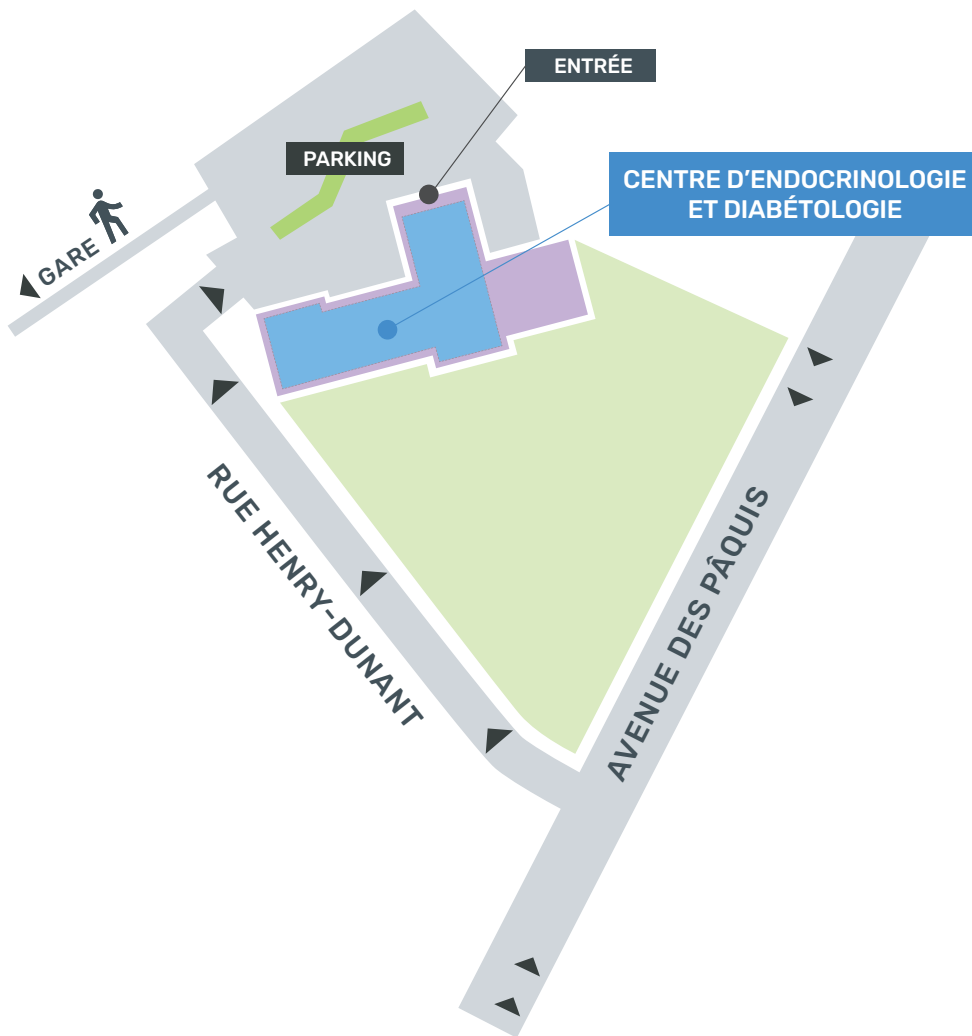 ENTRÉE
PARKING
CENTRE D’ENDOCRINOLOGIE
ET DIABÉTOLOGIE
GARE
RUE HENRY-DUNANT
AVENUE DES PÂQUIS